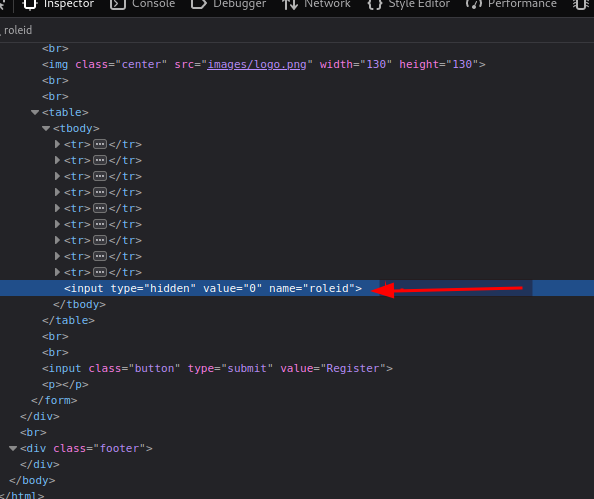 Inspector Console Debugger Network Style Editor Performance
roleid
<br>
<img class="center" src="images/logo.png" width="130" height="130">
<br>
<br>
<table>
<tbody>
<tr>···</tr>
<tr>···</tr>
<tr>···</tr>
<tr>···</tr>
<tr>···</tr>
<tr>···</tr>
<tr>···</tr>
<tr>···</tr>
<tr>···</tr>
<input type="hidden" value="0" name="roleid">
</tbody>
</table>
<br>
<br>
<input class="button" type="submit" value="Register">
<p></p>
</form>
</div>
<br>
<div class="footer">
</div>
</body>
</html>